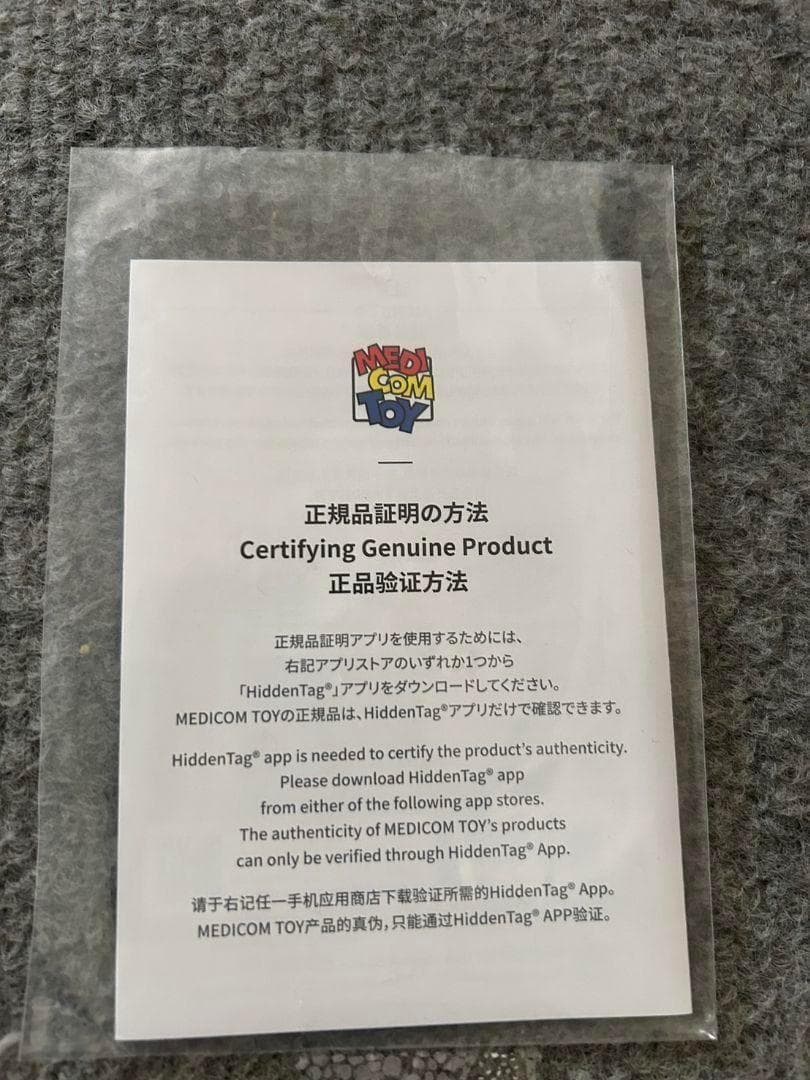 MEDI
COM
TOY
正規品証明の方法
Certifying Genuine Product
正品验证方法
正規品証明アプリを使用するためには、
右記アプリストアのいずれか1つから
「HiddenTag®」アプリをダウンロードしてください。
MEDICOM TOYの正規品は、HiddenTag®アプリだけで確認できます。
HiddenTag® app is needed to certify the product's authenticity.
Please download HiddenTag® app
from either of the following app stores.
The authenticity of MEDICOM TOY's products
can only be verified through HiddenTag® App.
请于右记任一手机应用商店下载验证所需的HiddenTag® App。
MEDICOM TOY产品的真伪，只能通过HiddenTag® APP验证。